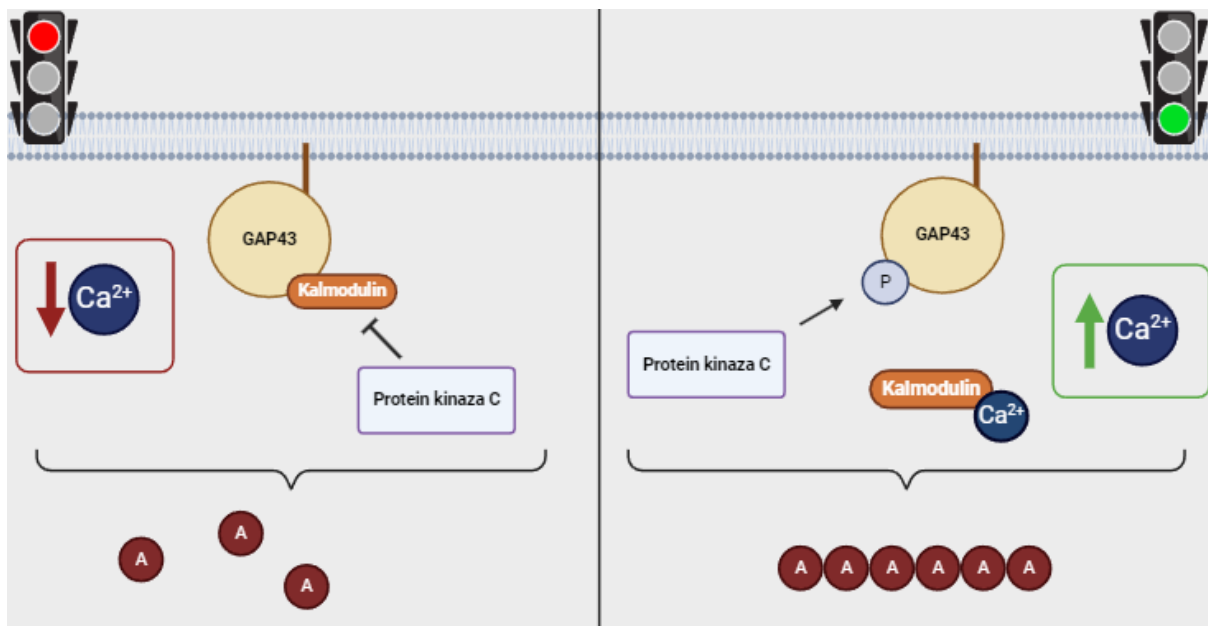 GAP43
Kalmodulin
Ca²⁺
Protein kinaza C
A
A
A
GAP43
P
Ca²⁺
Protein kinaza C
Kalmodulin
Ca²⁺
A A A A A A